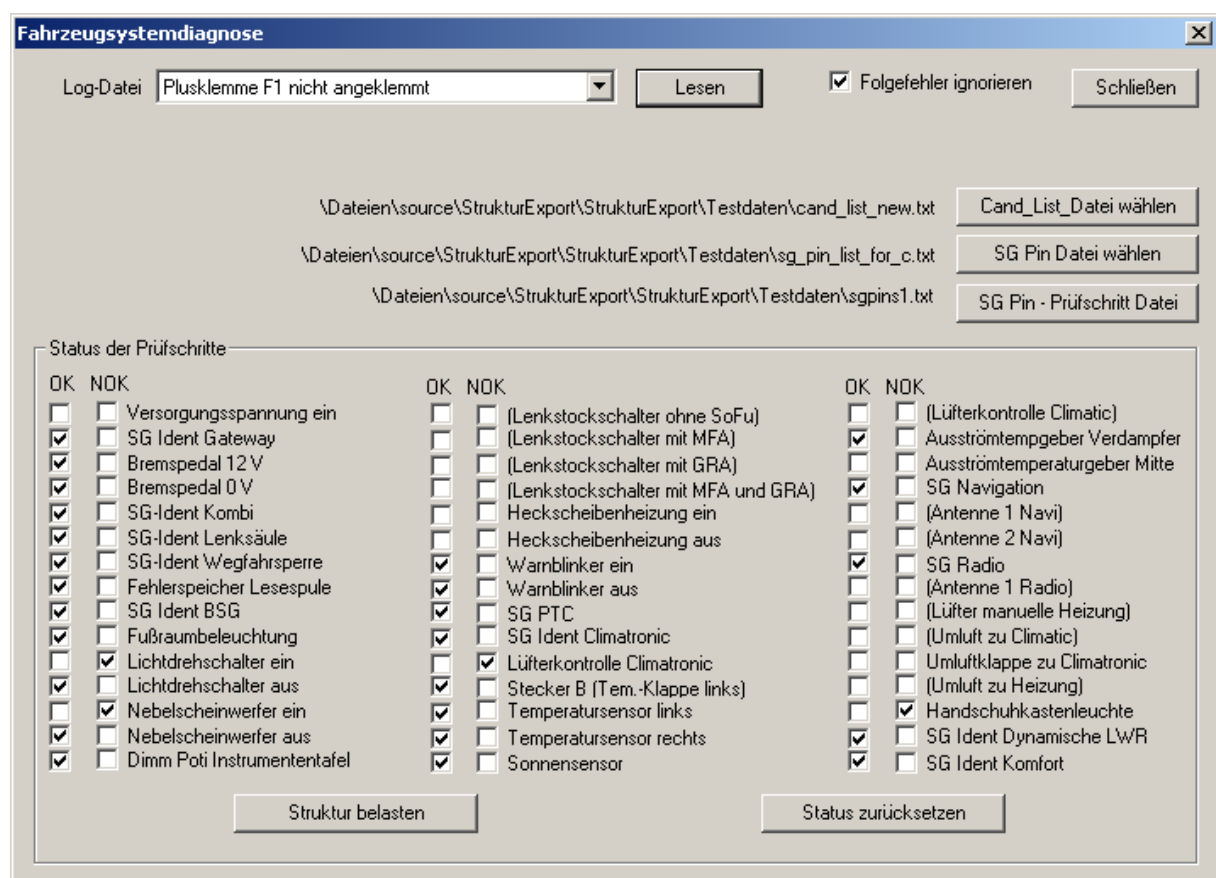 Fahrzeugsystemdiagnose
Log-Datei Plusklemme F1 nicht angeklemmt Lesen Folgefehler ignorieren Schließen
\Dateien\source\StrukturExport\StrukturExport\Testdaten\cand_list_new.txt Cand_List_Datei wählen
\Dateien\source\StrukturExport\StrukturExport\Testdaten\sg_pin_list_for_c.txt SG Pin Datei wählen
\Dateien\source\StrukturExport\StrukturExport\Testdaten\sgpins1.txt SG Pin - Prüfschritt Datei
Status der Prüfschritte
OK NOK
Versorgungsspannung ein
SG Ident Gateway
Bremspedal 12 V
Bremspedal 0 V
SG-Ident Kombi
SG-Ident Lenksäule
SG-Ident Wegfahrsperre
Fehlerspeicher Lesespule
SG Ident BSG
Fußraumbeleuchtung
Lichtdrehschalter ein
Lichtdrehschalter aus
Nebelscheinwerfer ein
Nebelscheinwerfer aus
Dimm Poti Instrumententafel
OK NOK
(Lenkstockschalter ohne SoFu)
(Lenkstockschalter mit MFA)
(Lenkstockschalter mit GRA)
(Lenkstockschalter mit MFA und GRA)
Heckscheibenheizung ein
Heckscheibenheizung aus
Warnblinker ein
Warnblinker aus
SG PTC
SG Ident Climatronic
Lüfterkontrolle Climatronic
Stecker B (Tem.-Klappe links)
Temperatursensor links
Temperatursensor rechts
Sonnensensor
OK NOK
(Lüfterkontrolle Climatic)
Ausströmtempgeber Verdampfer
Ausströmtemperaturgeber Mitte
SG Navigation
(Antenne 1 Navi)
(Antenne 2 Navi)
SG Radio
(Antenne 1 Radio)
(Lüfter manuelle Heizung)
(Umluft zu Climatic)
Umluftklappe zu Climatronic
(Umluft zu Heizung)
Handschuhkastenleuchte
SG Ident Dynamische LWR
SG Ident Komfort
Struktur belasten Status zurücksetzen